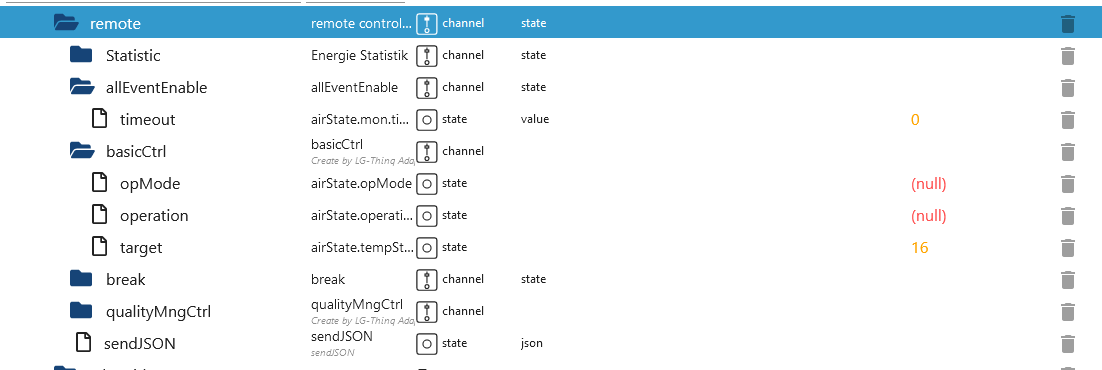 remote remote control... channel state
Statistic Energie Statistik channel state
allEventEnable allEventEnable channel state
timeout airState.mon.ti... state value 0
basicCtrl basicCtrl channel
Create by LG-Thinq Ada
opMode airState.opMode state (null)
operation airState.operati... state (null)
target airState.tempSt... state 16
break break channel state
qualityMngCtrl qualityMngCtrl channel
Create by LG-Thinq Ada
sendJSON sendJSON state json
sendJSON